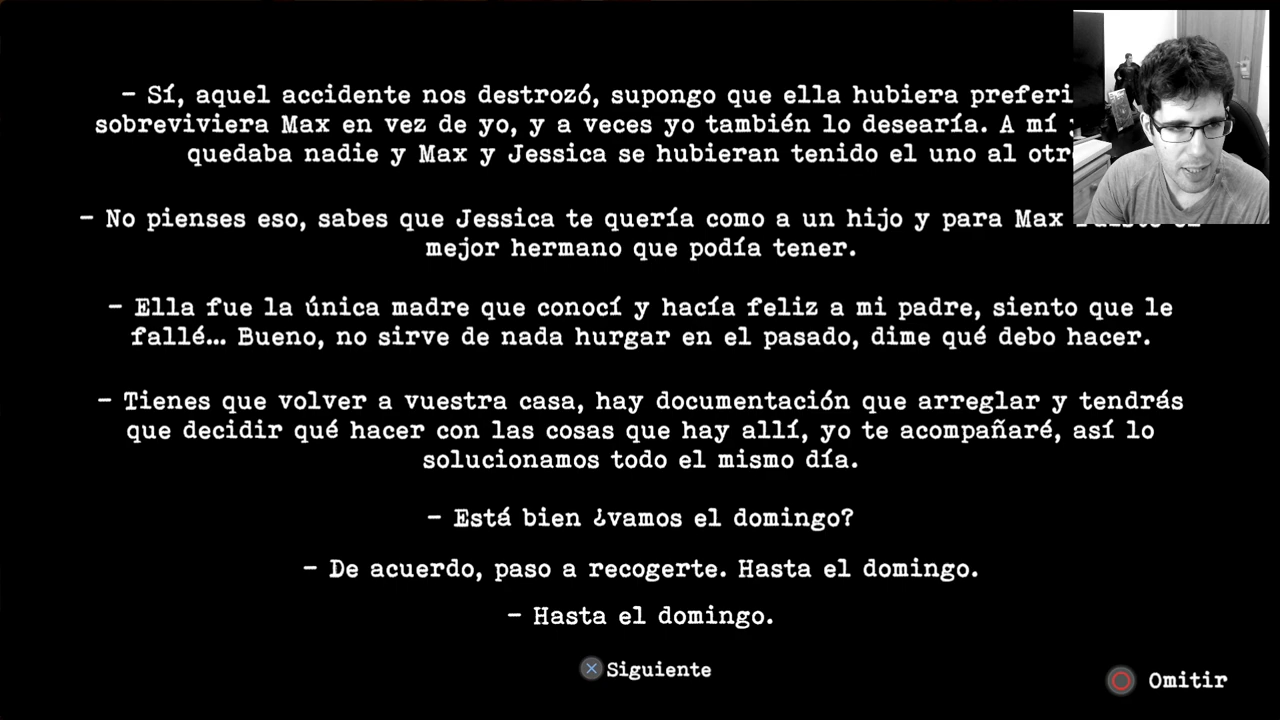 – Sí, aquel accidente nos destrozó, supongo que ella hubiera
sobreviviera Max en vez de yo, y a veces yo también lo desearía. A mí
quedaba nadie y Max y Jessica se hubieran tenido el uno al
– No pienses eso, sabes que Jessica te quería como a un hijo y para Max
mejor hermano que podía tener.
– Ella fue la única madre que conocí y hacía feliz a mi padre, siento que le
fallé... Bueno, no sirve de nada hurgar en el pasado, dime qué debo hacer.
– Tienes que volver a vuestra casa, hay documentación que arreglar y tendrás
que decidir qué hacer con las cosas que hay allí, yo te acompañaré, así lo
solucionamos todo el mismo día.
– Está bien ¿vamos el domingo?
– De acuerdo, paso a recogerte. Hasta el domingo.
– Hasta el domingo.
Siguiente
Omitir